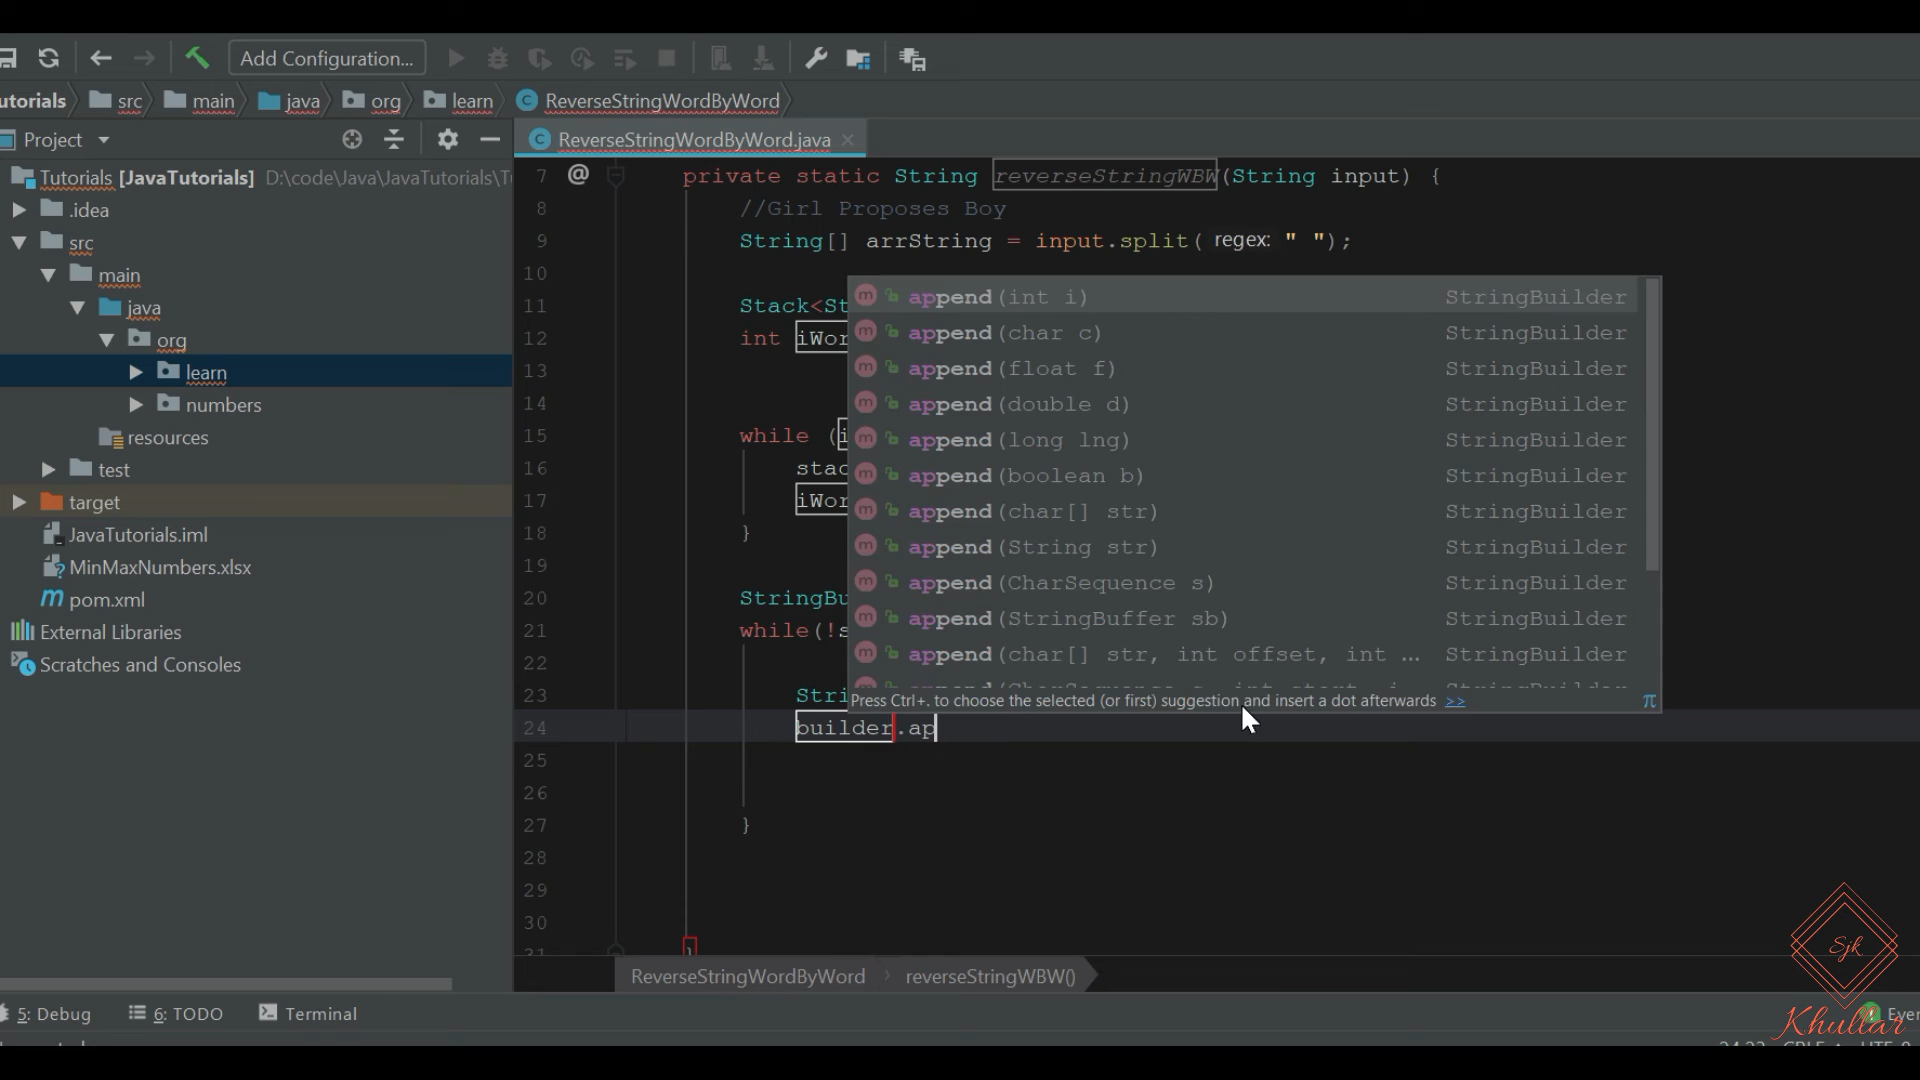 Add Configuration...
utorials src main java org learn ReverseStringWordByWord
Project
ReverseStringWordByWord.java
Tutorials [JavaTutorials] D:\code\Java\JavaTutorials\T
.idea
src
main
java
org
learn
numbers
resources
test
target
JavaTutorials.iml
MinMaxNumbers.xlsx
pom.xml
External Libraries
Scratches and Consoles
7 @ private static String reverseStringWBW(String input) {
8 //Girl Proposes Boy
9 String[] arrString = input.split( regex: " ");
10
11 Stack<St
12 int iWor
13
14
15 while (i
16 stac
17 iWor
18 }
19
20 StringBu
21 while(!s
22
23 Stri
24 builder.ap
25
26
27 }
28
29
30
31 }
append(int i) StringBuilder
append(char c) StringBuilder
append(float f) StringBuilder
append(double d) StringBuilder
append(long lng) StringBuilder
append(boolean b) StringBuilder
append(char[] str) StringBuilder
append(String str) StringBuilder
append(CharSequence s) StringBuilder
append(StringBuffer sb) StringBuilder
append(char[] str, int offset, int ... StringBuilder
Press Ctrl+. to choose the selected (or first) suggestion and insert a dot afterwards >> π
ReverseStringWordByWord reverseStringWBW()
5: Debug 6: TODO Terminal
Even
Sjk
Khullar